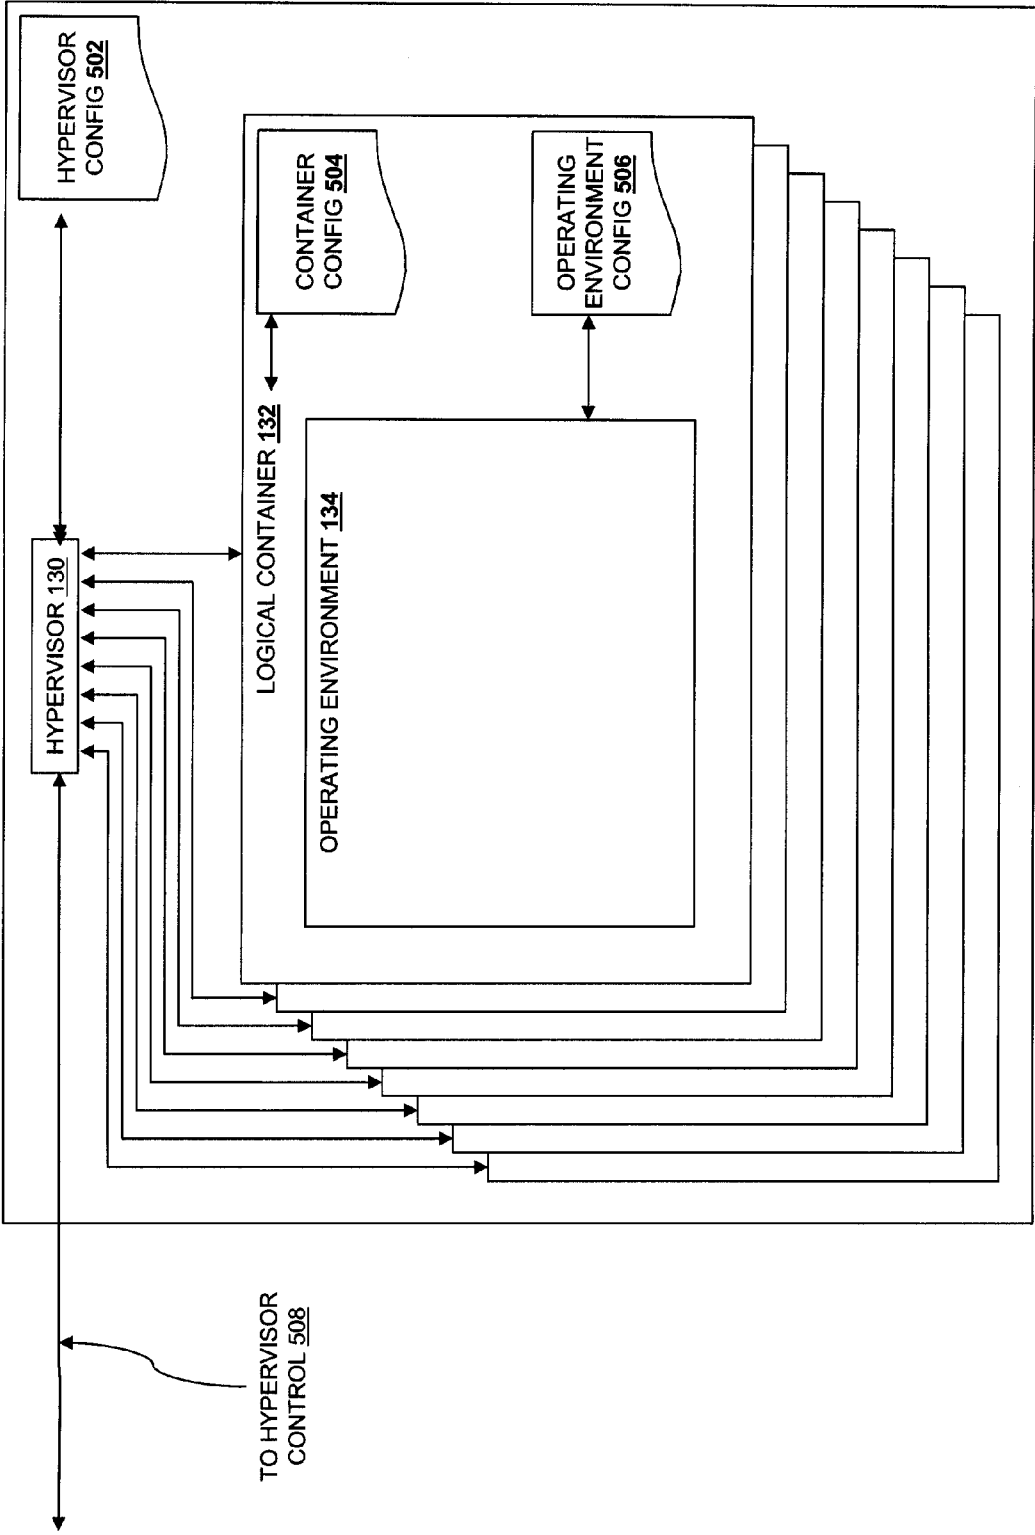 HYPERVISOR
CONFIG 502
HYPERVISOR 130
CONTAINER
CONFIG 504
LOGICAL CONTAINER 132
OPERATING
ENVIRONMENT
CONFIG 506
OPERATING ENVIRONMENT 134
TO HYPERVISOR
CONTROL 508